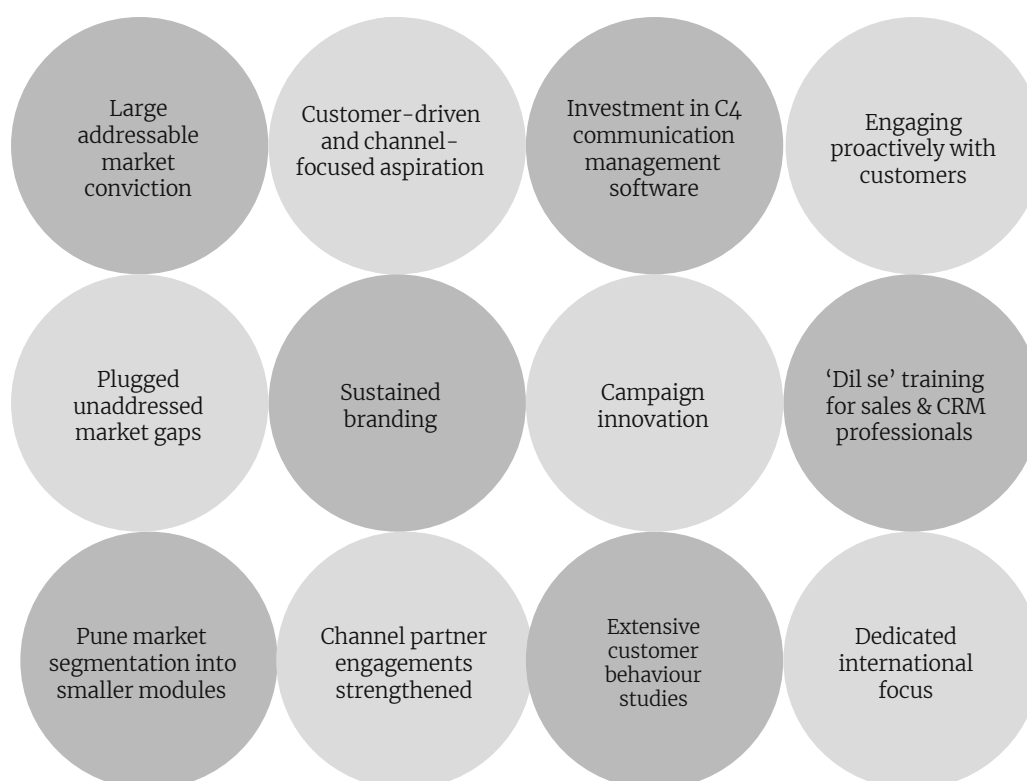 Large
addressable
market
conviction
Customer-driven
and channel-
focused aspiration
Investment in C4
communication
management
software
Engaging
proactively with
customers
Plugged
unaddressed
market gaps
Sustained
branding
Campaign
innovation
‘Dil se’ training
for sales & CRM
professionals
Pune market
segmentation into
smaller modules
Channel partner
engagements
strengthened
Extensive
customer
behaviour
studies
Dedicated
international
focus